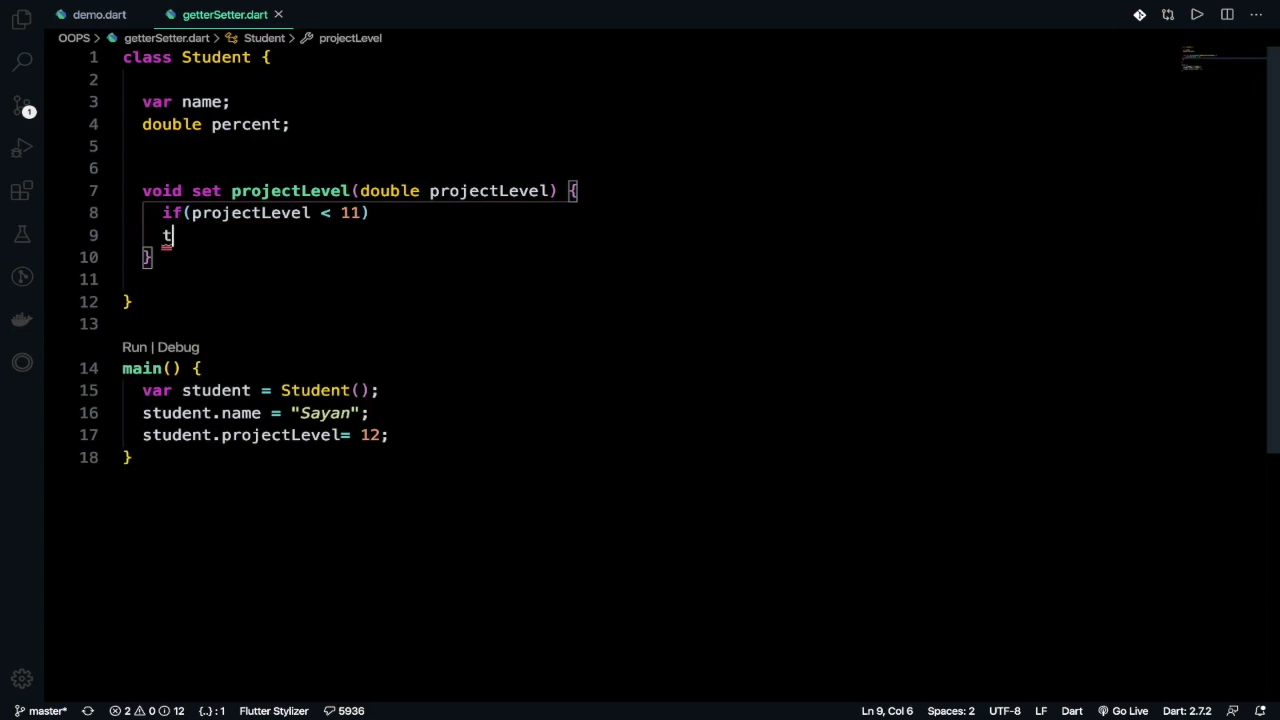 demo.dart getterSetter.dart
OOPS > getterSetter.dart > Student > projectLevel
1 class Student {
2
3 var name;
4 double percent;
5
6
7 void set projectLevel(double projectLevel) {
8 if(projectLevel < 11)
9 t
10 }
11
12 }
13
Run | Debug
14 main() {
15 var student = Student();
16 student.name = "Sayan";
17 student.projectLevel= 12;
18 }
1
master* 2 0 12 {..} : 1 Flutter Stylizer 5936 Ln 9, Col 6 Spaces: 2 UTF-8 LF Dart Go Live Dart: 2.7.2